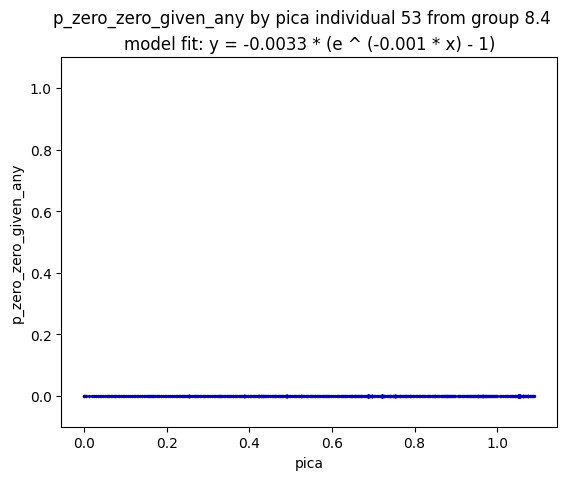 p_zero_zero_given_any by pica individual 53 from group 8.4
model fit: y = -0.0033 * (e ^ (-0.001 * x) - 1)
1.0
0.8
0.6
0.4
0.2
0.0
p_zero_zero_given_any
0.0 0.2 0.4 0.6 0.8 1.0
pica